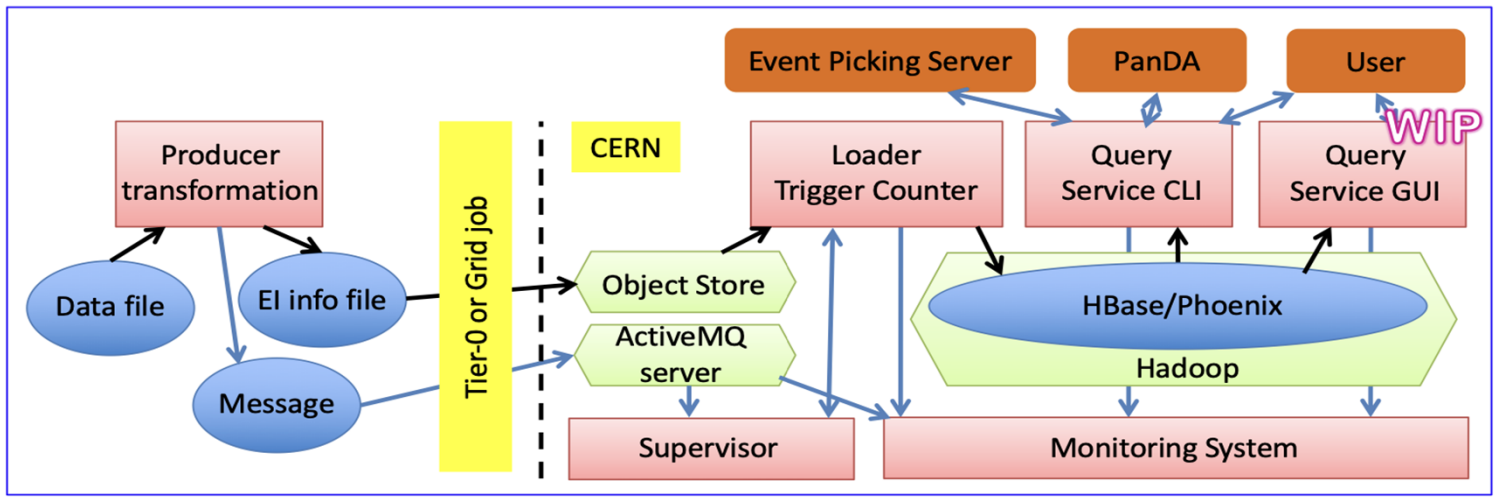 Event Picking Server
PanDA
User
WIP
Producer
transformation
CERN
Loader
Trigger Counter
Query
Service CLI
Query
Service GUI
Data file
EI info file
Message
Tier-0 or Grid job
Object Store
ActiveMQ
server
HBase/Phoenix
Hadoop
Supervisor
Monitoring System